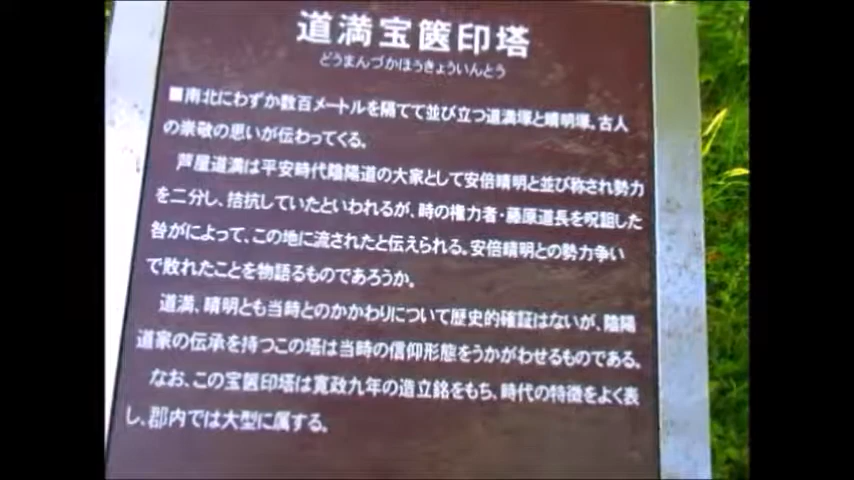 道満宝篋印塔
どうまんづかほうきょういんとう
■南北にわずか数百メートルを隔てて並び立つ道満塚と晴明塚。古人
の崇敬の思いが伝わってくる。
芦屋道満は平安時代陰陽道の大家として安倍晴明と並び称され勢力
を二分し、拮抗していたといわれるが、時の権力者・藤原道長を呪詛した
咎がによって、この地に流されたと伝えられる。安倍晴明との勢力争い
で敗れたことを物語るものであろうか。
道満、晴明とも当時とのかかわりについて歴史的確証はないが、陰陽
道家の伝承を持つこの塔は当時の信仰形態をうかがわせるものである。
なお、この宝篋印塔は寛政九年の造立銘をもち、時代の特徴をよく表
し、郡内では大型に属する。